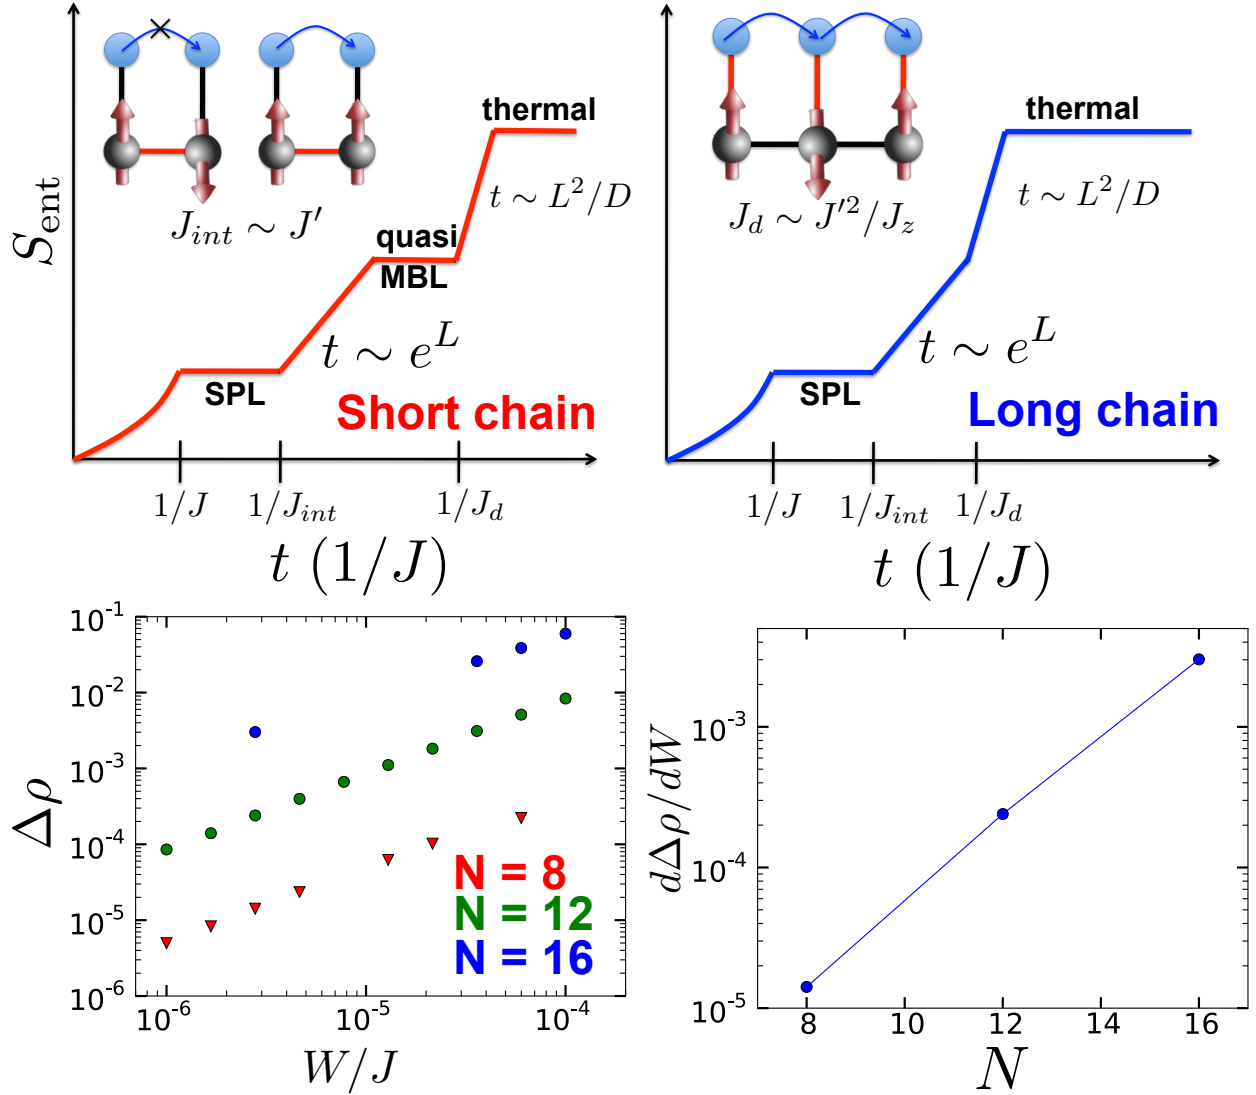 S_ent
J_int ∼ J′
thermal
t ∼ L²/D
quasi
MBL
t ∼ e^L
SPL
Short chain
1/J 1/J_int 1/J_d
t (1/J)
J_d ∼ J′²/J_z
thermal
t ∼ L²/D
t ∼ e^L
SPL
Long chain
1/J 1/J_int 1/J_d
t (1/J)
Δρ
10⁻¹
10⁻²
10⁻³
10⁻⁴
10⁻⁵
10⁻⁶
N = 8
N = 12
N = 16
10⁻⁶ 10⁻⁵ 10⁻⁴
W/J
dΔρ/dW
10⁻³
10⁻⁴
10⁻⁵
8 10 12 14 16
N